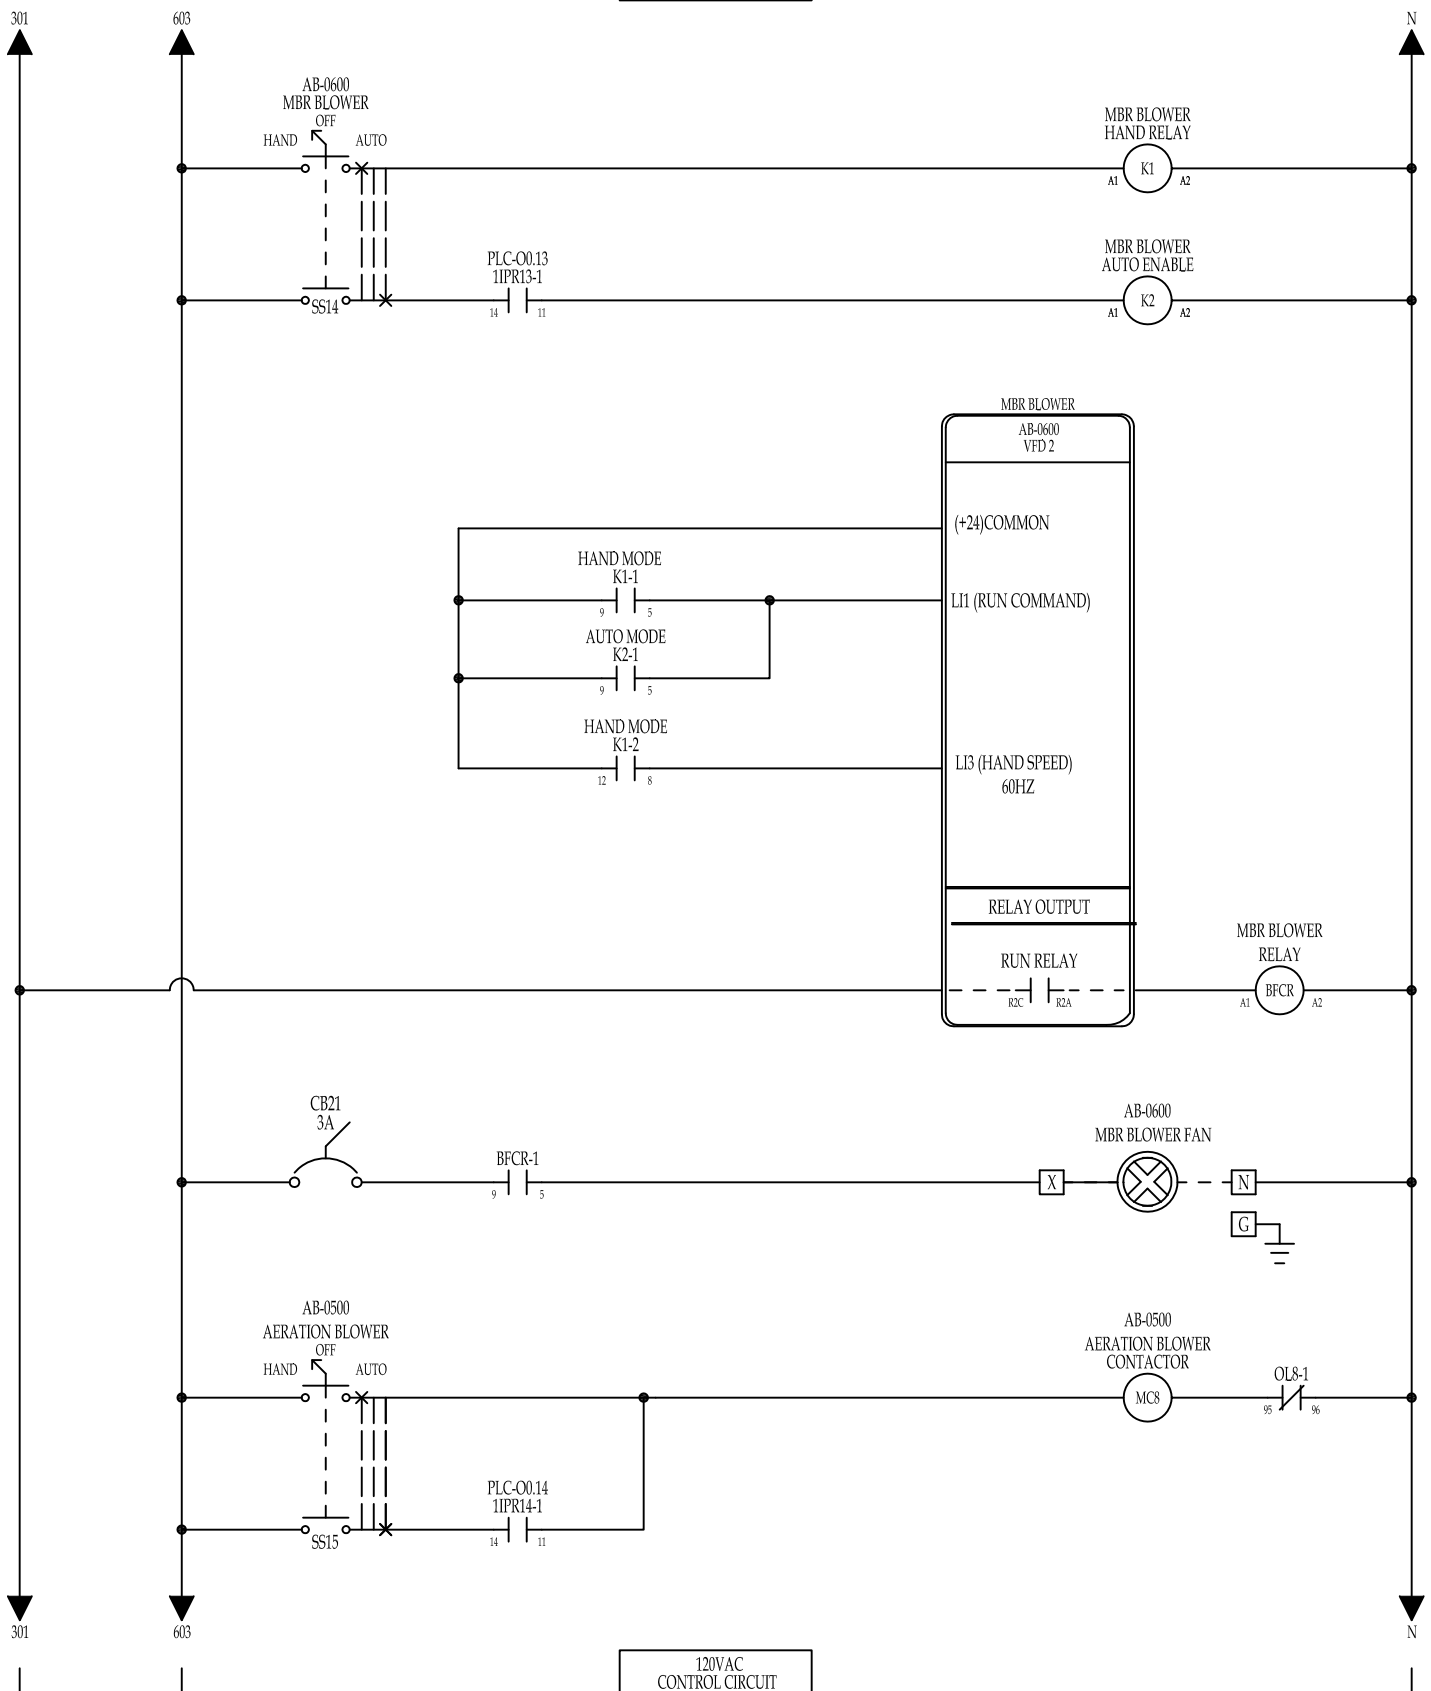 301
603
N
AB-0600
MBR BLOWER
OFF
HAND
AUTO
MBR BLOWER
HAND RELAY
K1
A1
A2
SS14
PLC-O0.13
1IPR13-1
14
11
MBR BLOWER
AUTO ENABLE
K2
A1
A2
MBR BLOWER
AB-0600
VFD 2
(+24)COMMON
HAND MODE
K1-1
9
5
LI1 (RUN COMMAND)
AUTO MODE
K2-1
9
5
HAND MODE
K1-2
12
8
LI3 (HAND SPEED)
60HZ
RELAY OUTPUT
RUN RELAY
R2C
R2A
MBR BLOWER
RELAY
BFCR
A1
A2
CB21
3A
BFCR-1
9
5
AB-0600
MBR BLOWER FAN
X
N
G
AB-0500
AERATION BLOWER
OFF
HAND
AUTO
AB-0500
AERATION BLOWER
CONTACTOR
MC8
OL8-1
95
96
SS15
PLC-O0.14
1IPR14-1
14
11
301
603
N
120VAC
CONTROL CIRCUIT